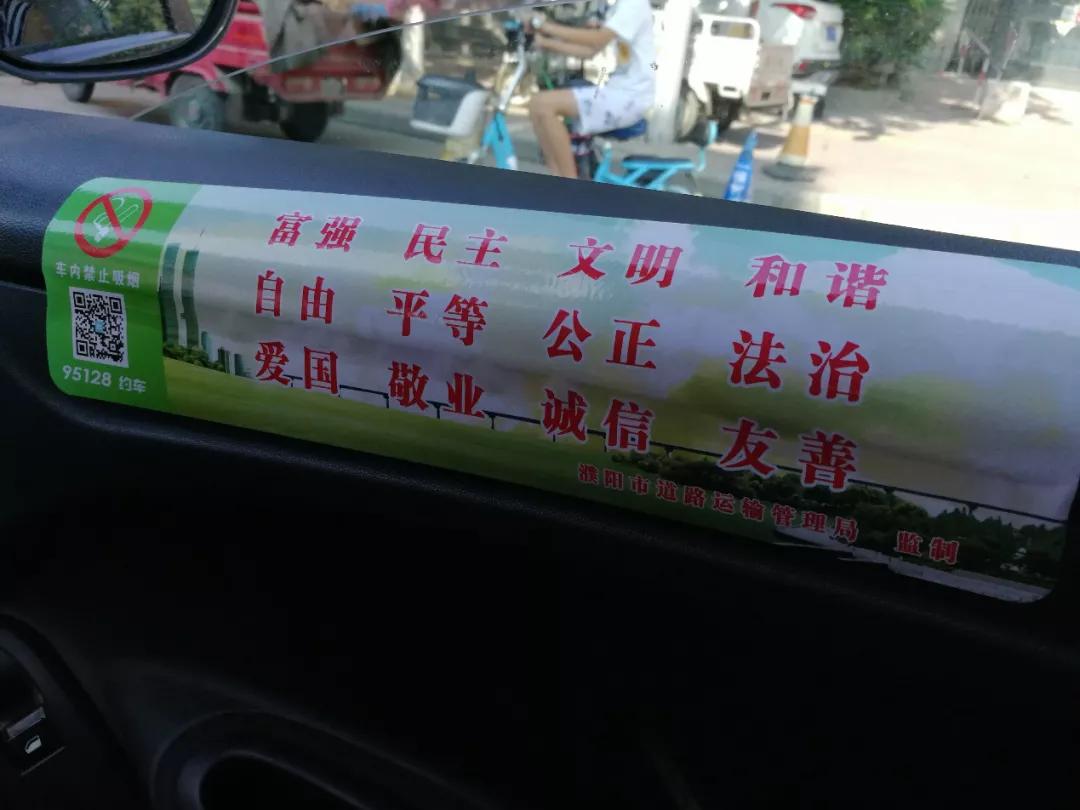 车内禁止吸烟
95128 约车
富强 民主 文明 和谐
自由 平等 公正 法治
爱国 敬业 诚信 友善
濮阳市道路运输管理局 监制